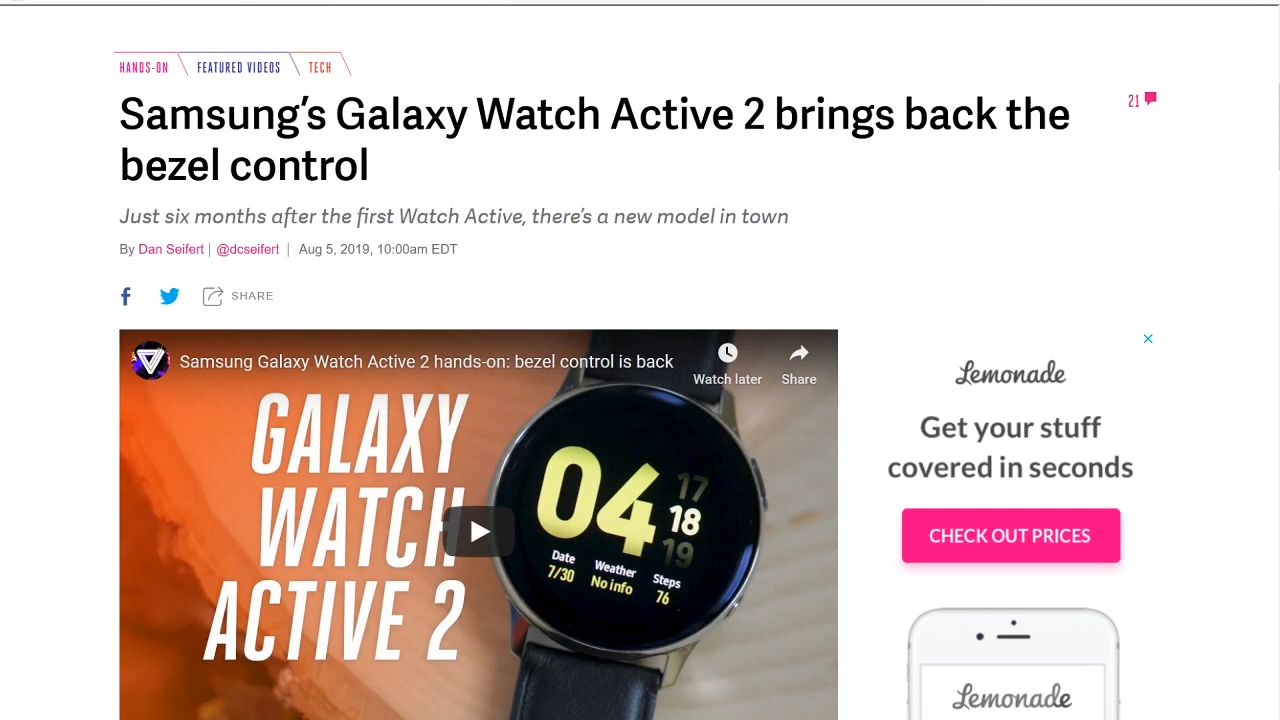 HANDS-ON FEATURED VIDEOS TECH
Samsung's Galaxy Watch Active 2 brings back the
bezel control
21
Just six months after the first Watch Active, there's a new model in town
By Dan Seifert | @dcseifert | Aug 5, 2019, 10:00am EDT
SHARE
Samsung Galaxy Watch Active 2 hands-on: bezel control is back
Watch later
Share
GALAXY
WATCH
ACTIVE 2
04
17
18
19
Date
7/30
Weather
No info
Steps
76
Lemonade
Get your stuff
covered in seconds
CHECK OUT PRICES
Lemonade